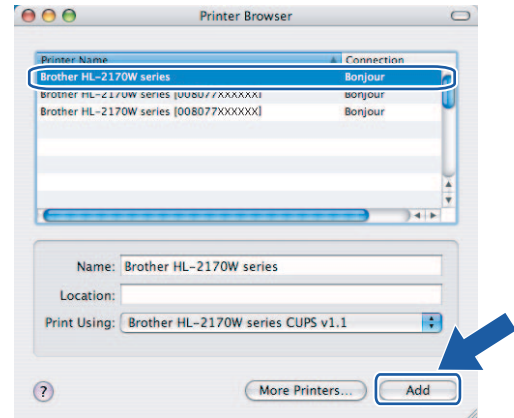 Printer Browser
Printer Name Connection
Brother HL-2170W series Bonjour
Brother HL-2170W series [008077XXXXXX] Bonjour
Brother HL-2170W series [008077XXXXXX] Bonjour
Name: Brother HL-2170W series
Location:
Print Using: Brother HL-2170W series CUPS v1.1
? More Printers... Add